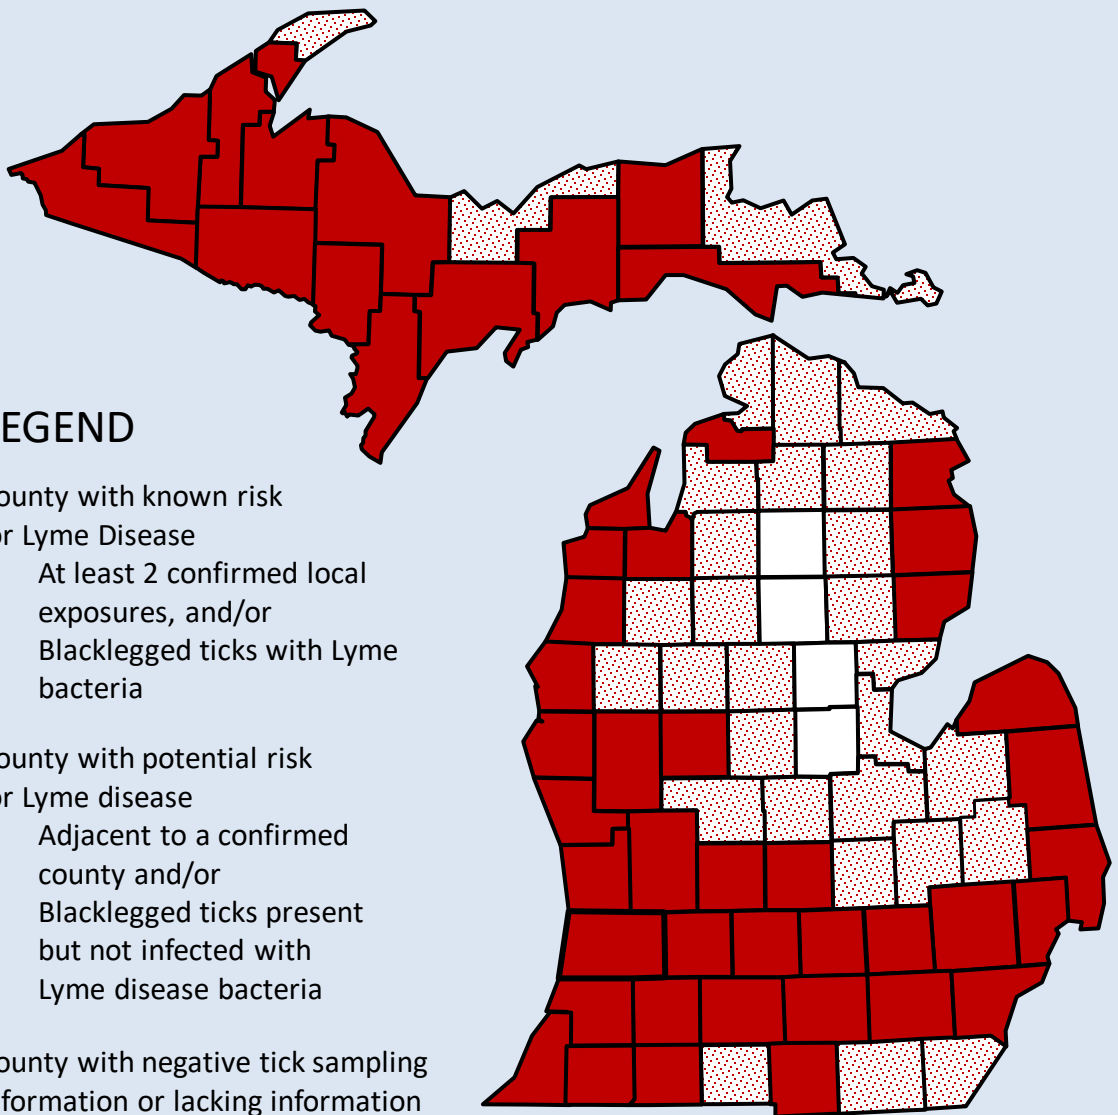 EGEND
ounty with known risk
or Lyme Disease
At least 2 confirmed local
exposures, and/or
Blacklegged ticks with Lyme
bacteria
ounty with potential risk
or Lyme disease
Adjacent to a confirmed
county and/or
Blacklegged ticks present
but not infected with
Lyme disease bacteria
ounty with negative tick sampling
formation or lacking information